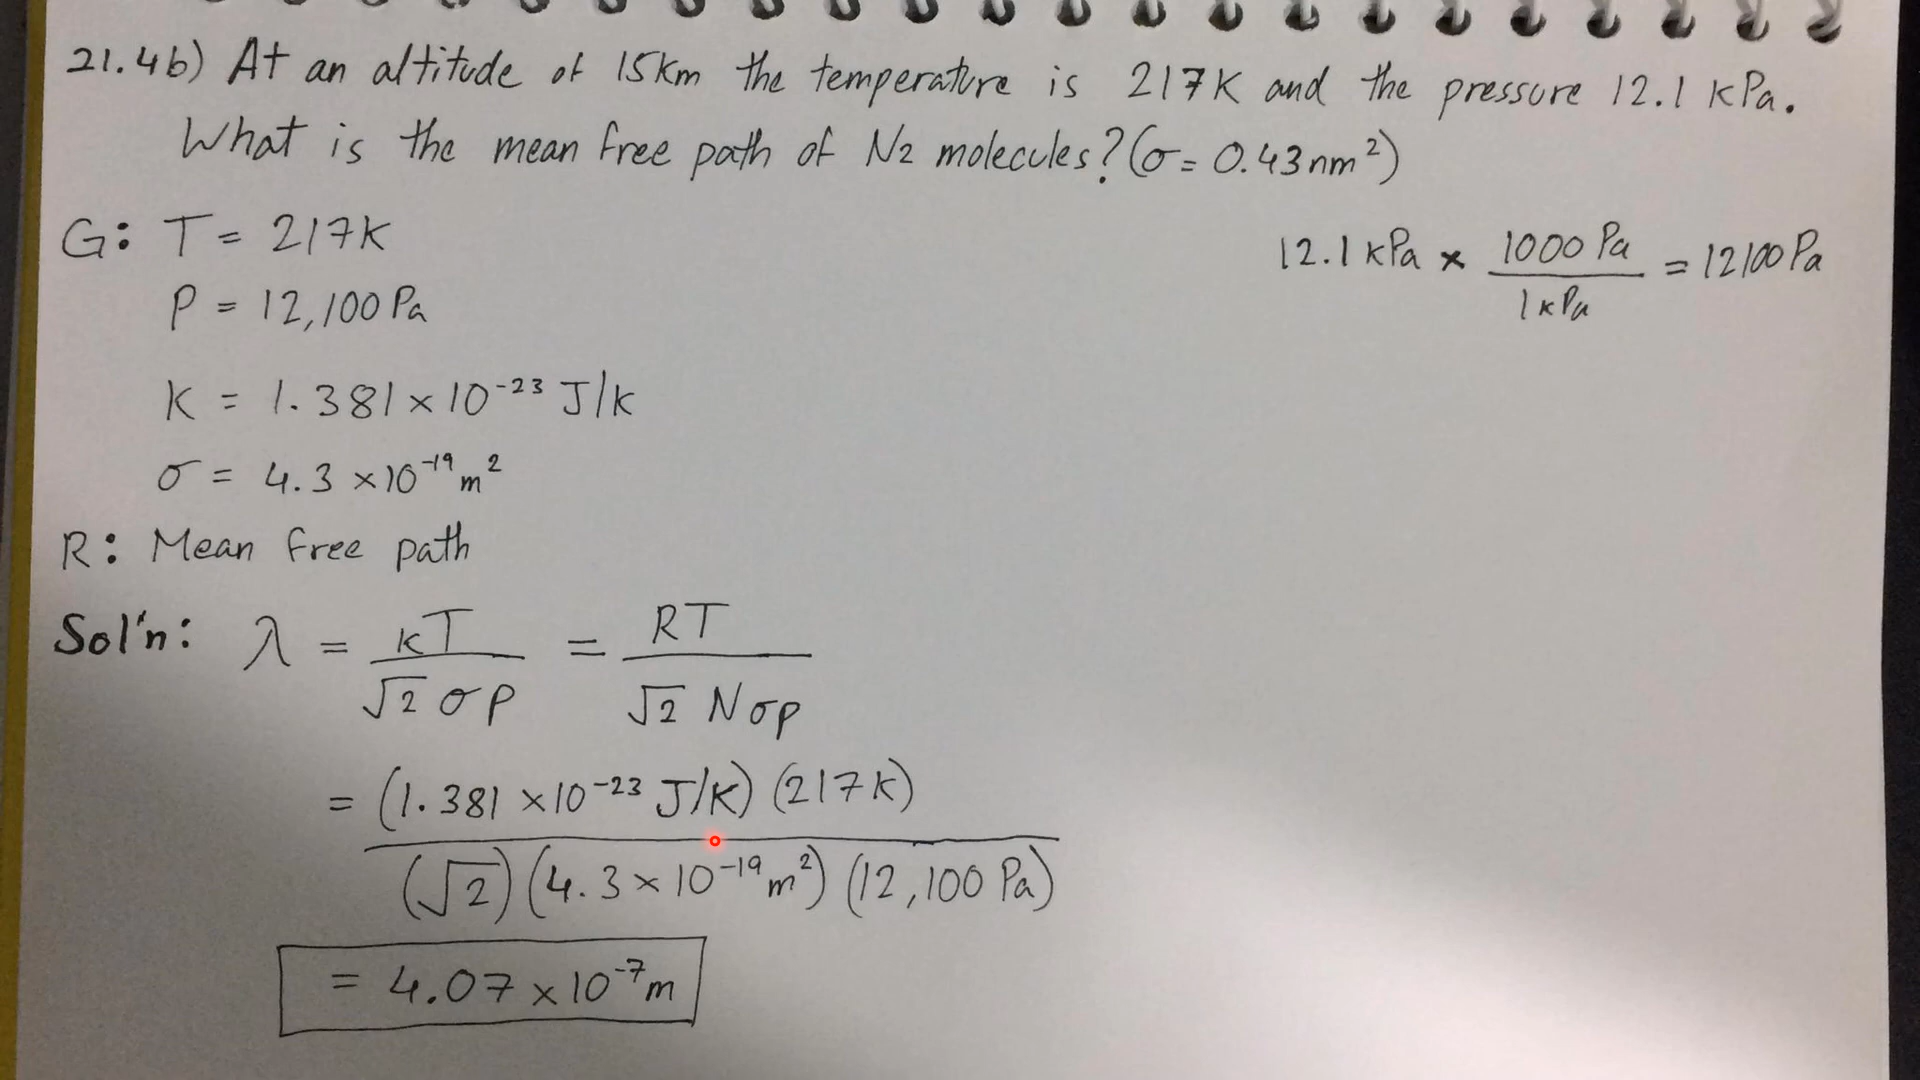 21.4b) At an altitude of 15km the temperature is 217K and the pressure 12.1 kPa.
What is the mean free path of N2 molecules? (σ = 0.43nm²)
G: T = 217K
12.1 kPa × 1000 Pa / 1 kPa = 12100 Pa
P = 12,100 Pa
K = 1.381 × 10⁻²³ J/k
σ = 4.3 × 10⁻¹⁹ m²
R: Mean free path
Sol'n: λ = kT / √2 σp = RT / √2 Nσp
= (1.381 × 10⁻²³ J/K) (217K)
(√2) (4.3 × 10⁻¹⁹ m²) (12,100 Pa)
= 4.07 × 10⁻⁷ m